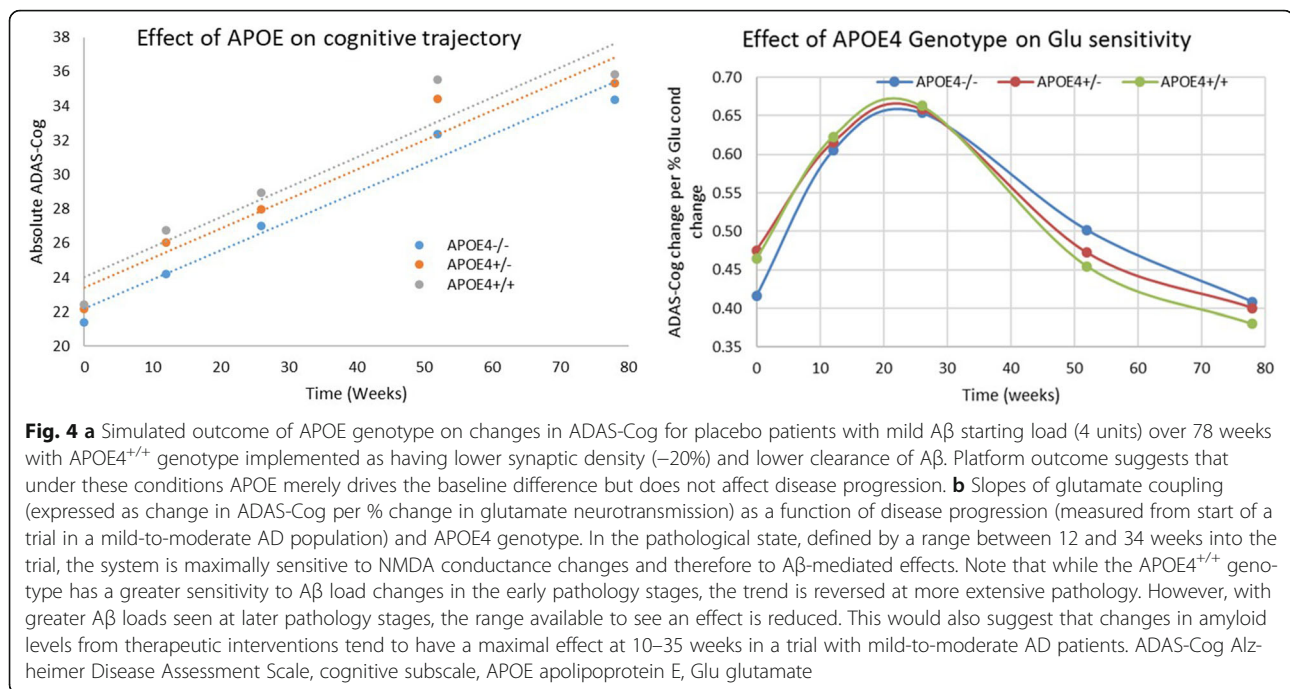 Effect of APOE on cognitive trajectory
38
36
34
32
30
28
26
24
22
20
Absolute ADAS-Cog
APOE4-/-
APOE4+/-
APOE4+/+
0 10 20 30 40 50 60 70 80
Time (Weeks)
Effect of APOE4 Genotype on Glu sensitivity
APOE4-/- APOE4+/- APOE4+/+
0.70
0.65
0.60
0.55
0.50
0.45
0.40
0.35
ADAS-Cog change per % Glu cond
change
0 10 20 30 40 50 60 70 80
Time (weeks)
Fig. 4 a Simulated outcome of APOE genotype on changes in ADAS-Cog for placebo patients with mild Aβ starting load (4 units) over 78 weeks
with APOE4+/+ genotype implemented as having lower synaptic density (−20%) and lower clearance of Aβ. Platform outcome suggests that
under these conditions APOE merely drives the baseline difference but does not affect disease progression. b Slopes of glutamate coupling
(expressed as change in ADAS-Cog per % change in glutamate neurotransmission) as a function of disease progression (measured from start of a
trial in a mild-to-moderate AD population) and APOE4 genotype. In the pathological state, defined by a range between 12 and 34 weeks into the
trial, the system is maximally sensitive to NMDA conductance changes and therefore to Aβ-mediated effects. Note that while the APOE4+/+ geno-
type has a greater sensitivity to Aβ load changes in the early pathology stages, the trend is reversed at more extensive pathology. However, with
greater Aβ loads seen at later pathology stages, the range available to see an effect is reduced. This would also suggest that changes in amyloid
levels from therapeutic interventions tend to have a maximal effect at 10–35 weeks in a trial with mild-to-moderate AD patients. ADAS-Cog Alz-
heimer Disease Assessment Scale, cognitive subscale, APOE apolipoprotein E, Glu glutamate